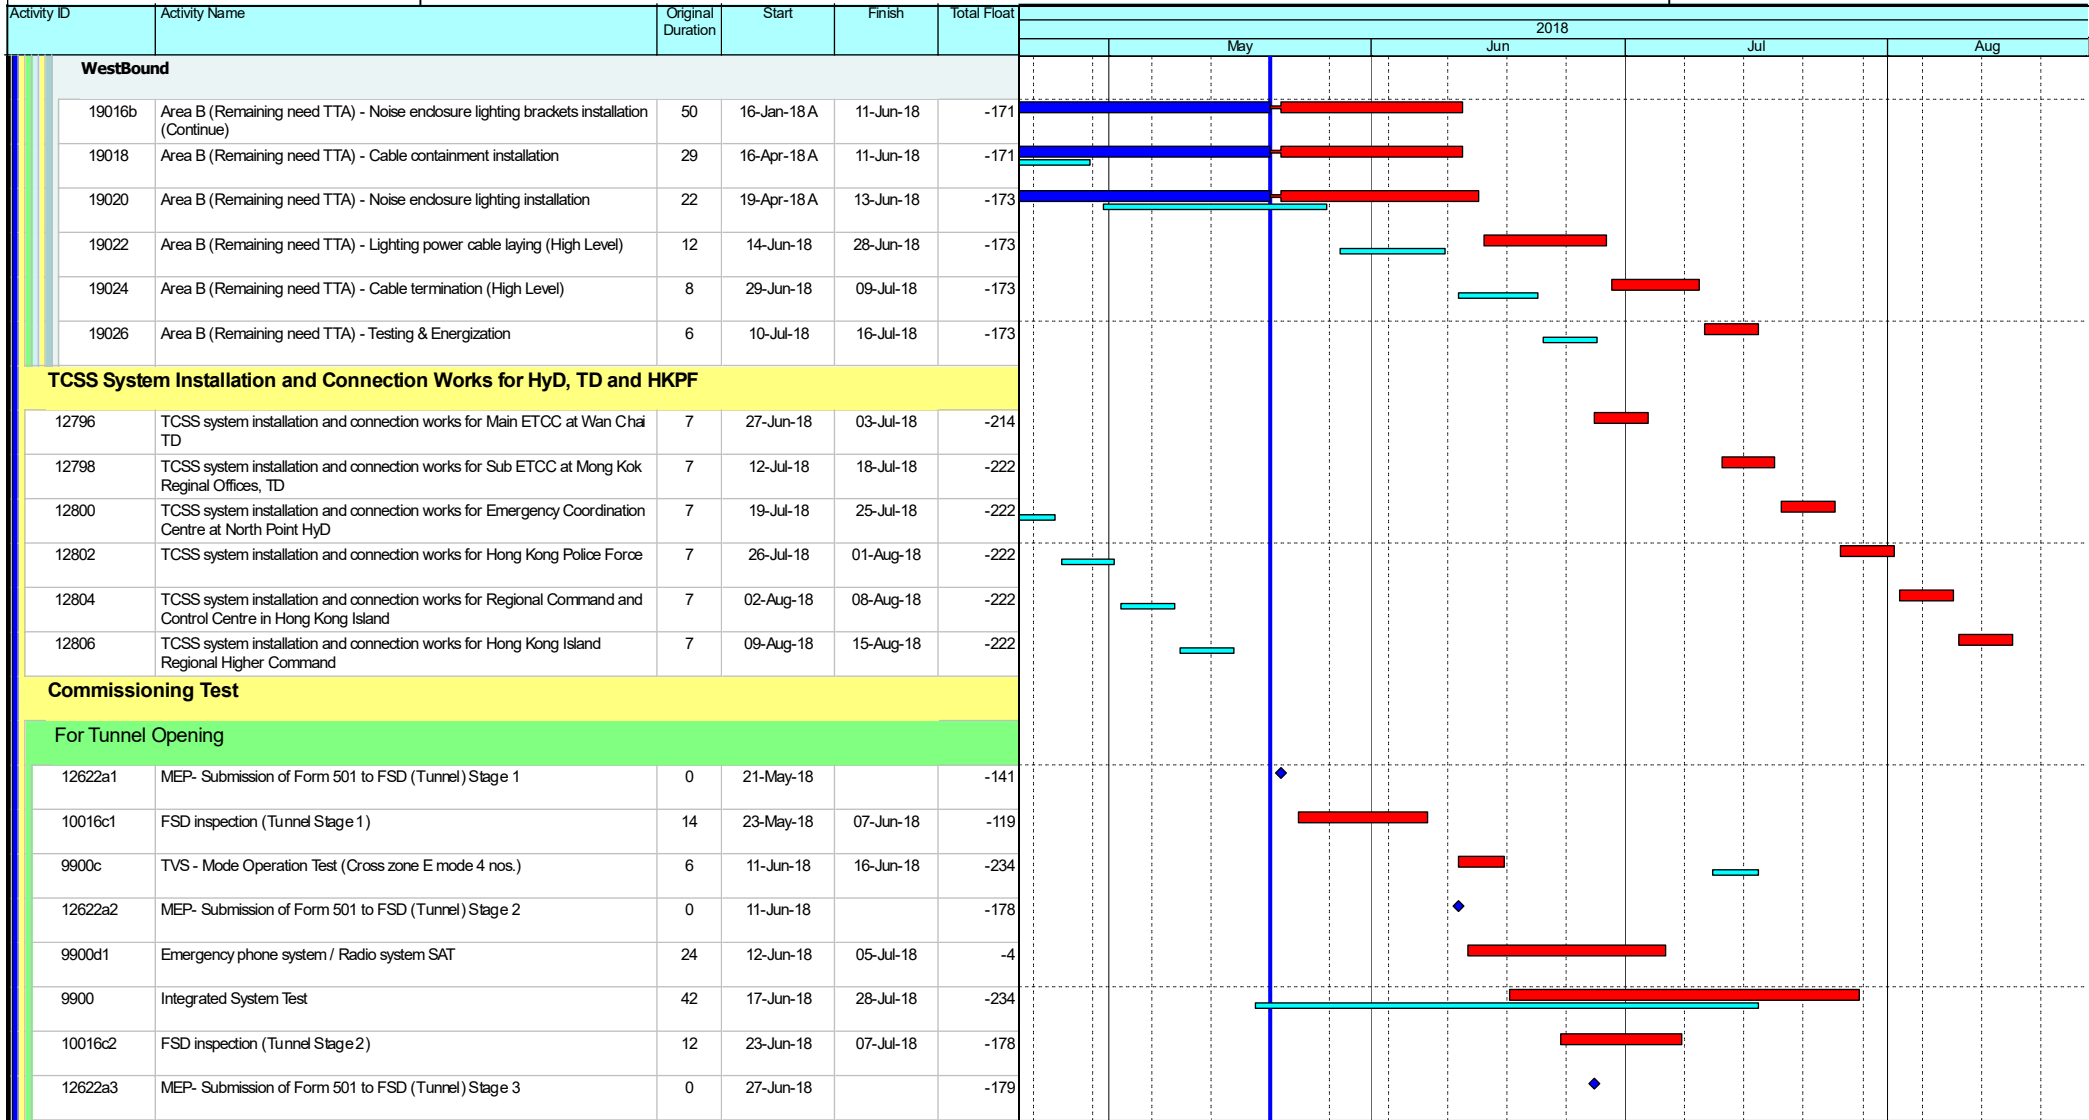 Activity ID Activity Name Original Duration Start Finish Total Float
2018
May Jun Jul Aug
WestBound
19016b Area B (Remaining need TTA) - Noise enclosure lighting brackets installation (Continue) 50 16-Jan-18 A 11-Jun-18 -171
19018 Area B (Remaining need TTA) - Cable containment installation 29 16-Apr-18 A 11-Jun-18 -171
19020 Area B (Remaining need TTA) - Noise enclosure lighting installation 22 19-Apr-18 A 13-Jun-18 -173
19022 Area B (Remaining need TTA) - Lighting power cable laying (High Level) 12 14-Jun-18 28-Jun-18 -173
19024 Area B (Remaining need TTA) - Cable termination (High Level) 8 29-Jun-18 09-Jul-18 -173
19026 Area B (Remaining need TTA) - Testing & Energization 6 10-Jul-18 16-Jul-18 -173
TCSS System Installation and Connection Works for HyD, TD and HKPF
12796 TCSS system installation and connection works for Main ETCC at Wan Chai TD 7 27-Jun-18 03-Jul-18 -214
12798 TCSS system installation and connection works for Sub ETCC at Mong Kok Reginal Offices, TD 7 12-Jul-18 18-Jul-18 -222
12800 TCSS system installation and connection works for Emergency Coordination Centre at North Point HyD 7 19-Jul-18 25-Jul-18 -222
12802 TCSS system installation and connection works for Hong Kong Police Force 7 26-Jul-18 01-Aug-18 -222
12804 TCSS system installation and connection works for Regional Command and Control Centre in Hong Kong Island 7 02-Aug-18 08-Aug-18 -222
12806 TCSS system installation and connection works for Hong Kong Island Regional Higher Command 7 09-Aug-18 15-Aug-18 -222
Commissioning Test
For Tunnel Opening
12622a1 MEP- Submission of Form 501 to FSD (Tunnel) Stage 1 0 21-May-18 -141
10016c1 FSD inspection (Tunnel Stage 1) 14 23-May-18 07-Jun-18 -119
9900c TVS - Mode Operation Test (Cross zone E mode 4 nos.) 6 11-Jun-18 16-Jun-18 -234
12622a2 MEP- Submission of Form 501 to FSD (Tunnel) Stage 2 0 11-Jun-18 -178
9900d1 Emergency phone system / Radio system SAT 24 12-Jun-18 05-Jul-18 -4
9900 Integrated System Test 42 17-Jun-18 28-Jul-18 -234
10016c2 FSD inspection (Tunnel Stage 2) 12 23-Jun-18 07-Jul-18 -178
12622a3 MEP- Submission of Form 501 to FSD (Tunnel) Stage 3 0 27-Jun-18 -179